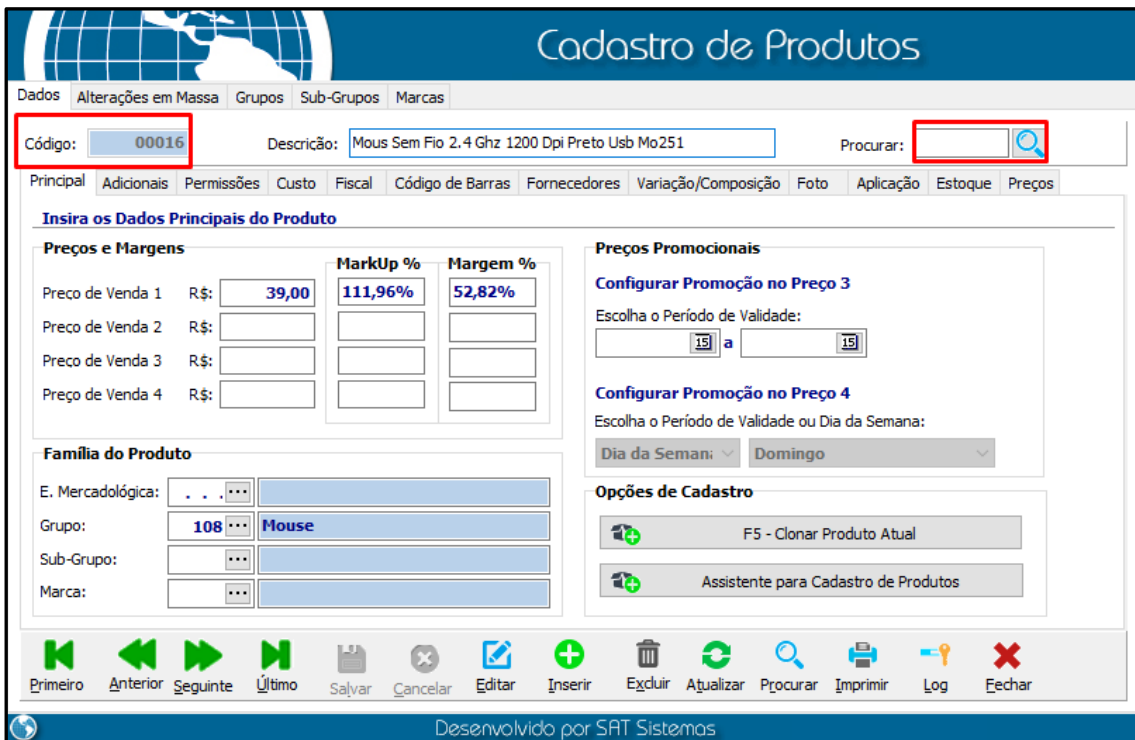 Cadastro de Produtos
Dados Alterações em Massa Grupos Sub-Grupos Marcas
Código: 00016 Descrição: Mous Sem Fio 2.4 Ghz 1200 Dpi Preto Usb Mo251 Procurar:
Principal Adicionais Permissões Custo Fiscal Código de Barras Fornecedores Variação/Composição Foto Aplicação Estoque Preços
Insira os Dados Principais do Produto
Preços e Margens
MarkUp % Margem %
Preço de Venda 1 R$: 39,00 111,96% 52,82%
Preço de Venda 2 R$:
Preço de Venda 3 R$:
Preço de Venda 4 R$:
Preços Promocionais
Configurar Promoção no Preço 3
Escolha o Período de Validade:
15 a 15
Configurar Promoção no Preço 4
Escolha o Período de Validade ou Dia da Semana:
Dia da Seman Domingo
Família do Produto
E. Mercadológica: . . . ...
Grupo: 108 ... Mouse
Sub-Grupo: ...
Marca: ...
Opções de Cadastro
F5 - Clonar Produto Atual
Assistente para Cadastro de Produtos
Primeiro Anterior Seguinte Último Salvar Cancelar Editar Inserir Excluir Atualizar Procurar Imprimir Log Fechar
Desenvolvido por SAT Sistemas